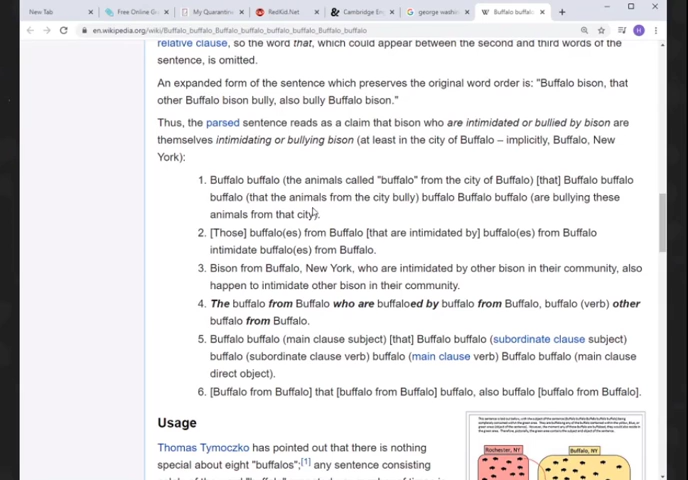 New Tab
Free Online G
My Quarantin
RedKid.Net
Cambridge En
george washi
Buffalo buffalo
en.wikipedia.org/wiki/Buffalo_buffalo_Buffalo_buffalo_buffalo_buffalo_Buffalo_buffalo
relative clause, so the word that, which could appear between the second and third words of the
sentence, is omitted.
An expanded form of the sentence which preserves the original word order is: "Buffalo bison, that
other Buffalo bison bully, also bully Buffalo bison."
Thus, the parsed sentence reads as a claim that bison who are intimidated or bullied by bison are
themselves intimidating or bullying bison (at least in the city of Buffalo – implicitly, Buffalo, New
York):
1. Buffalo buffalo (the animals called "buffalo" from the city of Buffalo) [that] Buffalo buffalo
buffalo (that the animals from the city bully) buffalo Buffalo buffalo (are bullying these
animals from that city).
2. [Those] buffalo(es) from Buffalo [that are intimidated by] buffalo(es) from Buffalo
intimidate buffalo(es) from Buffalo.
3. Bison from Buffalo, New York, who are intimidated by other bison in their community, also
happen to intimidate other bison in their community.
4. The buffalo from Buffalo who are buffaloed by buffalo from Buffalo, buffalo (verb) other
buffalo from Buffalo.
5. Buffalo buffalo (main clause subject) [that] Buffalo buffalo (subordinate clause subject)
buffalo (subordinate clause verb) buffalo (main clause verb) Buffalo buffalo (main clause
direct object).
6. [Buffalo from Buffalo] that [buffalo from Buffalo] buffalo, also buffalo [buffalo from Buffalo].
Usage
Thomas Tymoczko has pointed out that there is nothing
special about eight "buffalos";[1] any sentence consisting
Rochester, NY
Buffalo, NY